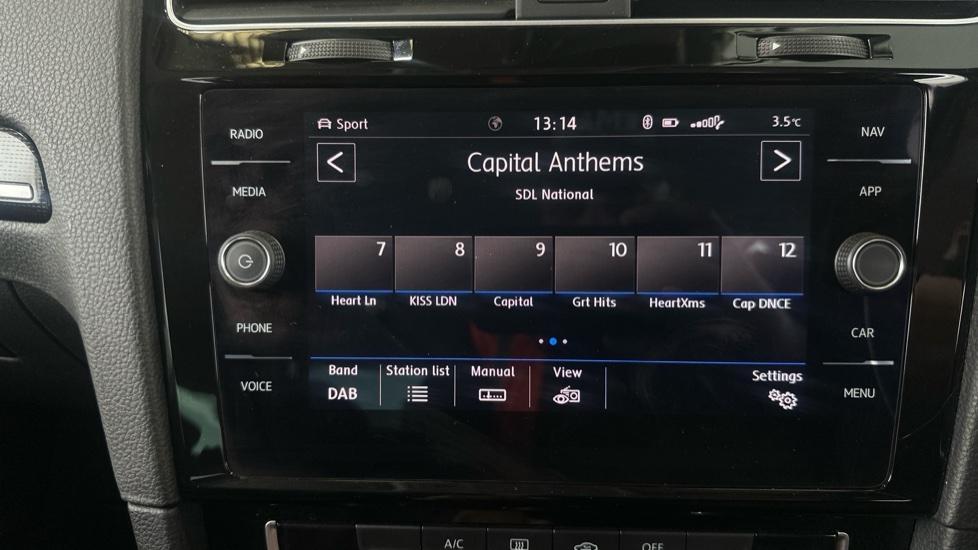 Sport 13:14 3.5°C
RADIO
MEDIA
PHONE
VOICE
< Capital Anthems >
SDL National
7 8 9 10 11 12
Heart Ln KISS LDN Capital Grt Hits HeartXms Cap DNCE
Band Station list Manual View Settings
DAB
NAV
APP
CAR
MENU
A/C OFF